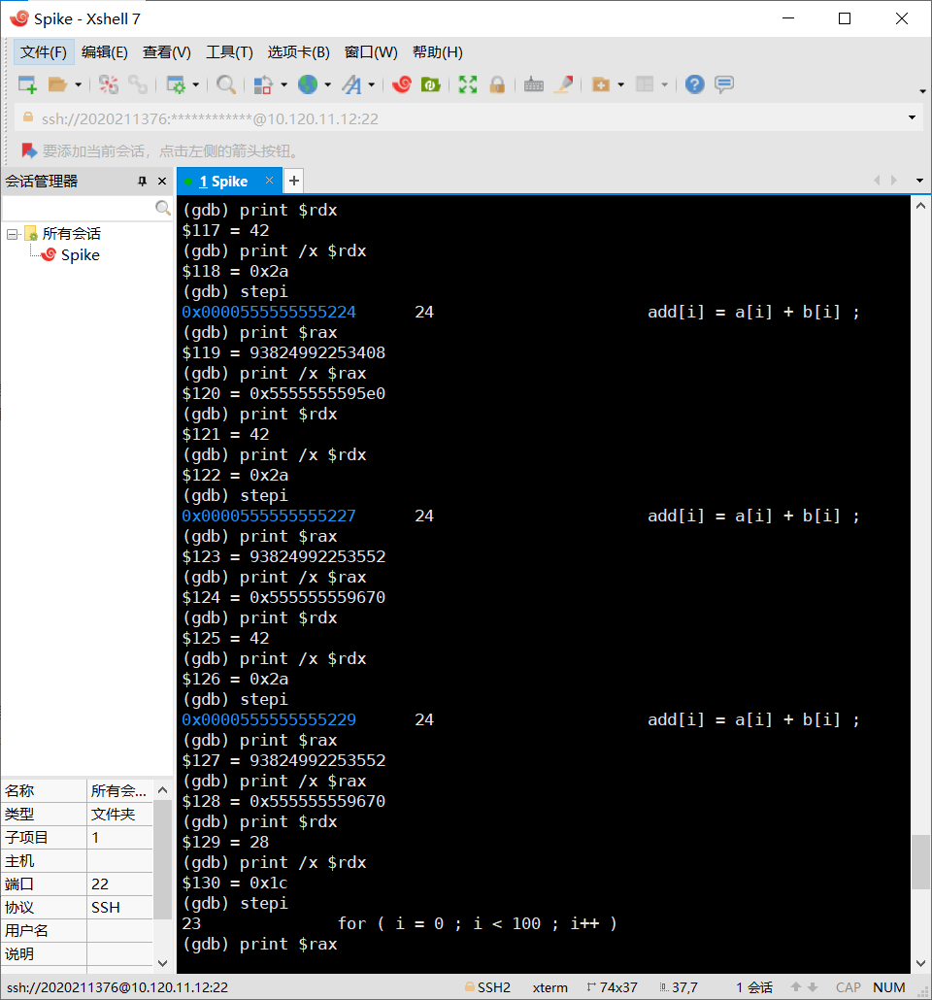 Spike - Xshell 7
文件(F) 编辑(E) 查看(V) 工具(T) 选项卡(B) 窗口(W) 帮助(H)
ssh://2020211376:************@10.120.11.12:22
要添加当前会话，点击左侧的箭头按钮。
会话管理器
所有会话
Spike
名称 所有会...
类型 文件夹
子项目 1
主机
端口 22
协议 SSH
用户名
说明
1 Spike
(gdb) print $rdx
$117 = 42
(gdb) print /x $rdx
$118 = 0x2a
(gdb) stepi
0x0000555555555224 24 add[i] = a[i] + b[i] ;
(gdb) print $rax
$119 = 93824992253408
(gdb) print /x $rax
$120 = 0x5555555595e0
(gdb) print $rdx
$121 = 42
(gdb) print /x $rdx
$122 = 0x2a
(gdb) stepi
0x0000555555555227 24 add[i] = a[i] + b[i] ;
(gdb) print $rax
$123 = 93824992253552
(gdb) print /x $rax
$124 = 0x555555559670
(gdb) print $rdx
$125 = 42
(gdb) print /x $rdx
$126 = 0x2a
(gdb) stepi
0x0000555555555229 24 add[i] = a[i] + b[i] ;
(gdb) print $rax
$127 = 93824992253552
(gdb) print /x $rax
$128 = 0x555555559670
(gdb) print $rdx
$129 = 28
(gdb) print /x $rdx
$130 = 0x1c
(gdb) stepi
23 for ( i = 0 ; i < 100 ; i++ )
(gdb) print $rax
ssh://2020211376@10.120.11.12:22 SSH2 xterm 74x37 37,7 1 会话 CAP NUM